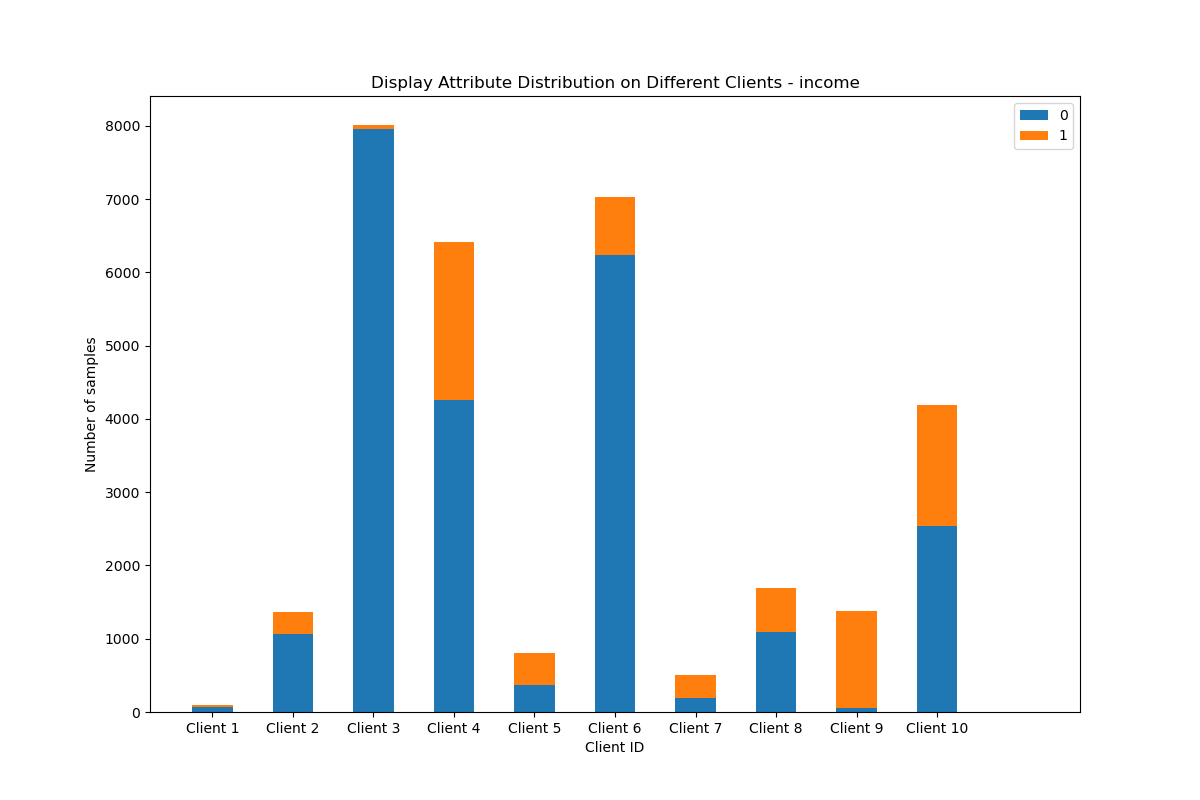 Display Attribute Distribution on Different Clients - income
0
1
8000
7000
6000
5000
4000
3000
2000
1000
0
Number of samples
Client 1 Client 2 Client 3 Client 4 Client 5 Client 6 Client 7 Client 8 Client 9 Client 10
Client ID